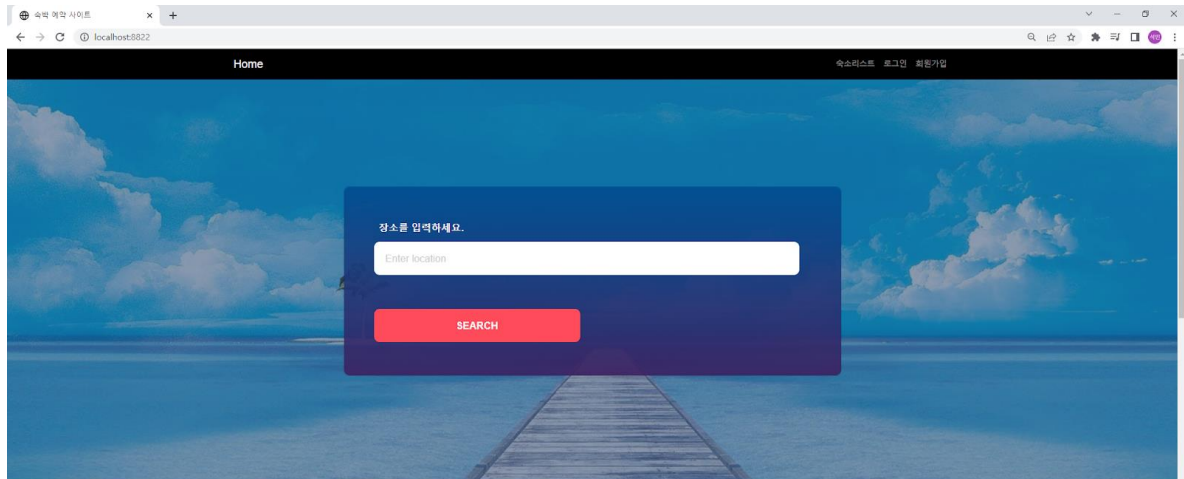 숙박 예약 사이트
localhost:8822
Home 숙소리스트 로그인 회원가입
장소를 입력하세요.
Enter location
SEARCH